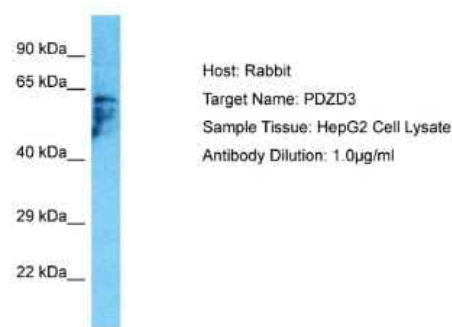 90 kDa
65 kDa
40 kDa
29 kDa
22 kDa
Host: Rabbit
Target Name: PDZD3
Sample Tissue: HepG2 Cell Lysate
Antibody Dilution: 1.0μg/ml